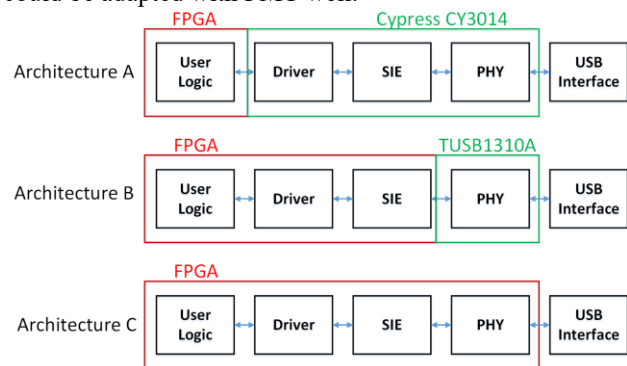 FPGA Cypress CY3014
Architecture A User Logic Driver SIE PHY USB Interface
FPGA TUSB1310A
Architecture B User Logic Driver SIE PHY USB Interface
FPGA
Architecture C User Logic Driver SIE PHY USB Interface